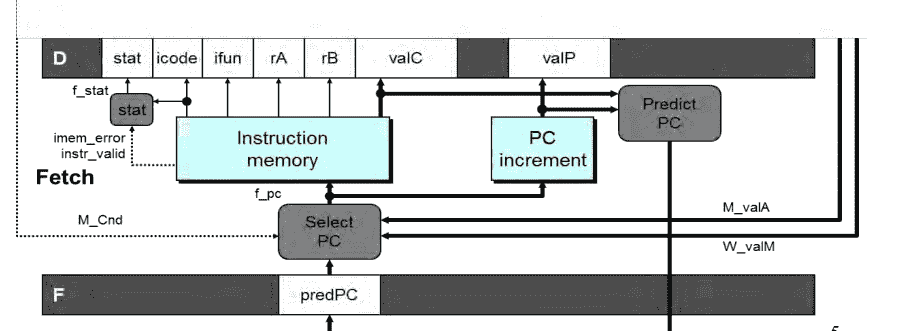 D stat icode ifun rA rB valC valP
f_stat
stat
Predict
PC
imem_error
instr_valid
Instruction
memory
PC
increment
Fetch
f_pc
M_Cnd
Select
PC
M_valA
W_valM
F predPC